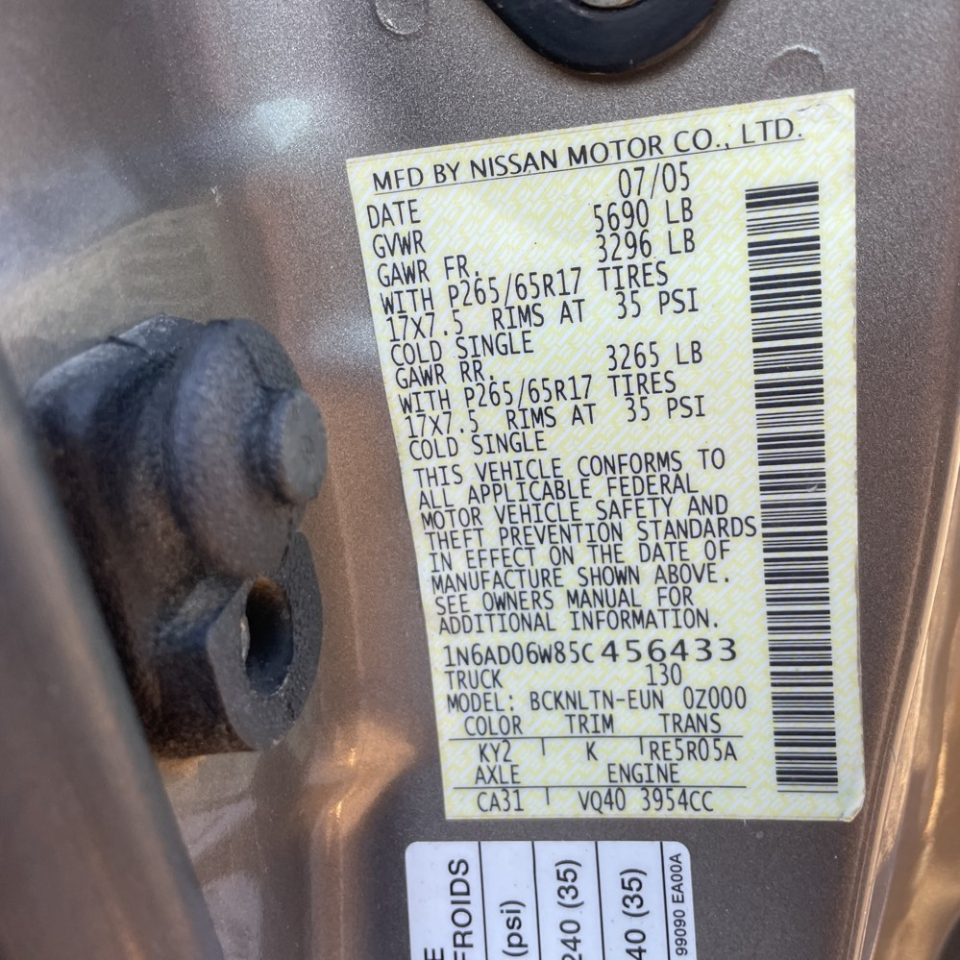 MFD BY NISSAN MOTOR CO., LTD.
DATE 07/05
GVWR 5690 LB
GAWR FR. 3296 LB
WITH P265/65R17 TIRES
17X7.5 RIMS AT 35 PSI
COLD SINGLE
GAWR RR. 3265 LB
WITH P265/65R17 TIRES
17X7.5 RIMS AT 35 PSI
COLD SINGLE
THIS VEHICLE CONFORMS TO
ALL APPLICABLE FEDERAL
MOTOR VEHICLE SAFETY AND
THEFT PREVENTION STANDARDS
IN EFFECT ON THE DATE OF
MANUFACTURE SHOWN ABOVE.
SEE OWNERS MANUAL FOR
ADDITIONAL INFORMATION.
1N6AD06W85C456433
TRUCK 130
MODEL: BCKNLTN-EUN 0Z000
COLOR TRIM TRANS
KY2 K RE5R05A
AXLE ENGINE
CA31 VQ40 3954CC
FROIDS
(psi)
240 (35)
40 (35)
99090 EA00A